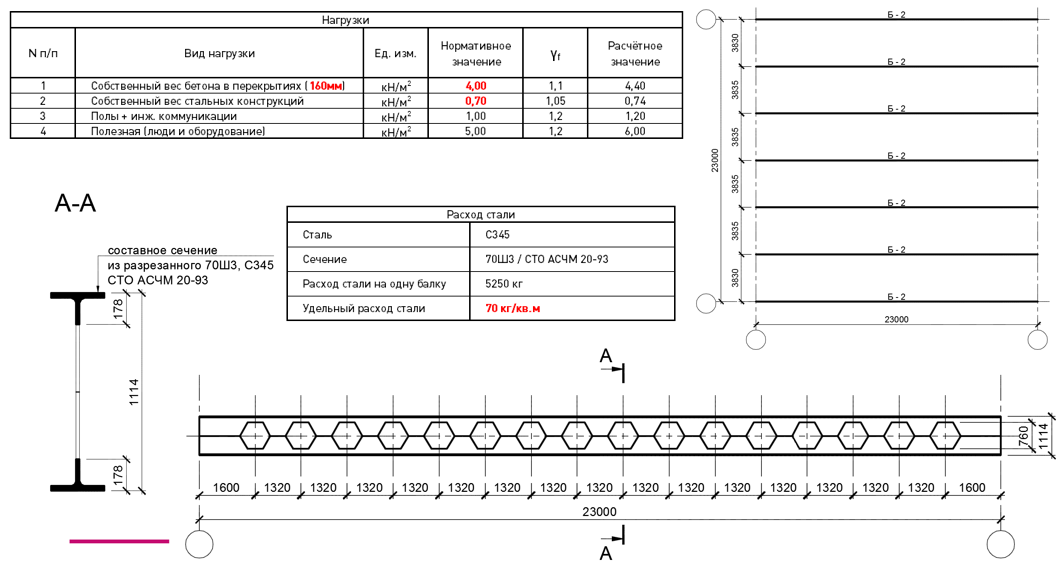 Нагрузки
N п/п Вид нагрузки Ед. изм. Нормативное значение γf Расчётное значение
1 Собственный вес бетона в перекрытиях (160мм) кН/м² 4,00 1,1 4,40
2 Собственный вес стальных конструкций кН/м² 0,70 1,05 0,74
3 Полы + инж. коммуникации кН/м² 1,00 1,2 1,20
4 Полезная (люди и оборудование) кН/м² 5,00 1,2 6,00
Б - 2
3830
Б - 2
3835
Б - 2
3835
23000
Б - 2
3835
Б - 2
3835
Б - 2
3830
Б - 2
23000
А-А
составное сечение
из разрезанного 70Ш3, С345
СТО АСЧМ 20-93
178
1114
178
Расход стали
Сталь С345
Сечение 70Ш3 / СТО АСЧМ 20-93
Расход стали на одну балку 5250 кг
Удельный расход стали 70 кг/кв.м
А
760
1114
1600 1320 1320 1320 1320 1320 1320 1320 1320 1320 1320 1320 1320 1320 1320 1320 1600
23000
А